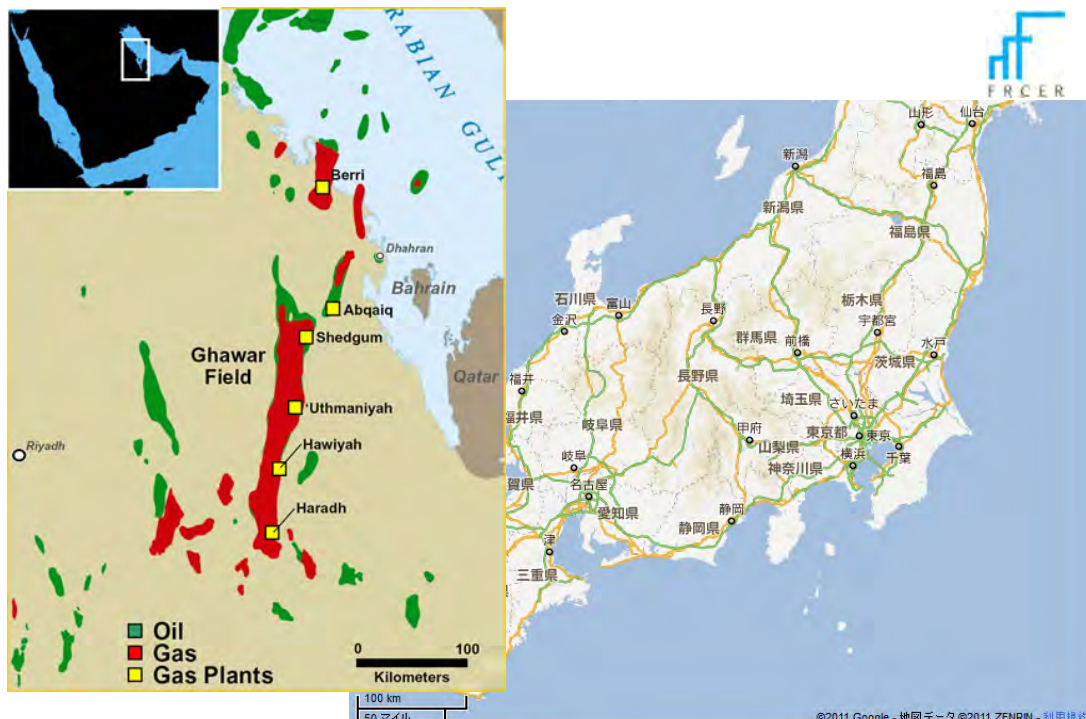 ARABIAN GULF
Berri
Dhahran
Bahrain
Abqaiq
Shedgum
Ghawar
Field
Qatar
'Uthmaniyah
Riyadh
Hawiyah
Haradh
Oil
Gas
Gas Plants
0
100
Kilometers
FRCER
山形
仙台
新潟
福島
新潟県
福島県
石川県
富山
長野
栃木県
金沢
宇都宮
群馬県
前橋
水戸
茨城県
長野県
福井
埼玉県
さいたま
福井県
岐阜県
甲府
東京都
東京
山梨県
千葉
岐阜
横浜
神奈川県
賀県
名古屋
愛知県
静岡
静岡県
津
三重県
100 km
50 マイル
©2011 Google - 地図データ ©2011 ZENRIN - 利用規約